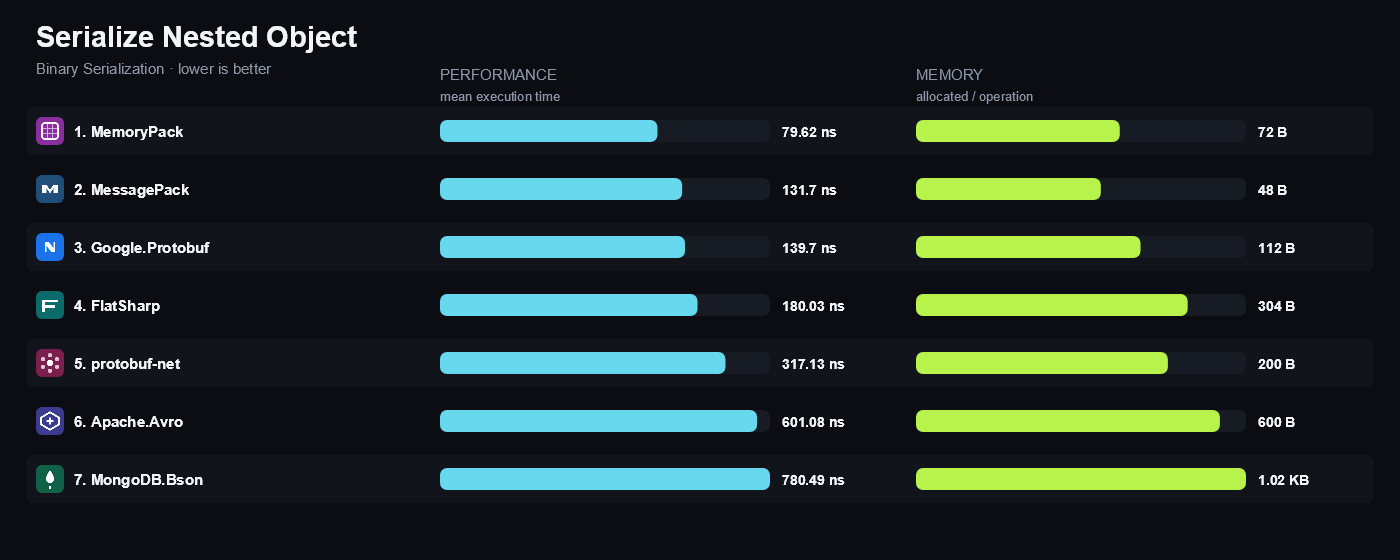 Serialize Nested Object
Binary Serialization · lower is better
PERFORMANCE
mean execution time
MEMORY
allocated / operation
1. MemoryPack 79.62 ns 72 B
2. MessagePack 131.7 ns 48 B
3. Google.Protobuf 139.7 ns 112 B
4. FlatSharp 180.03 ns 304 B
5. protobuf-net 317.13 ns 200 B
6. Apache.Avro 601.08 ns 600 B
7. MongoDB.Bson 780.49 ns 1.02 KB